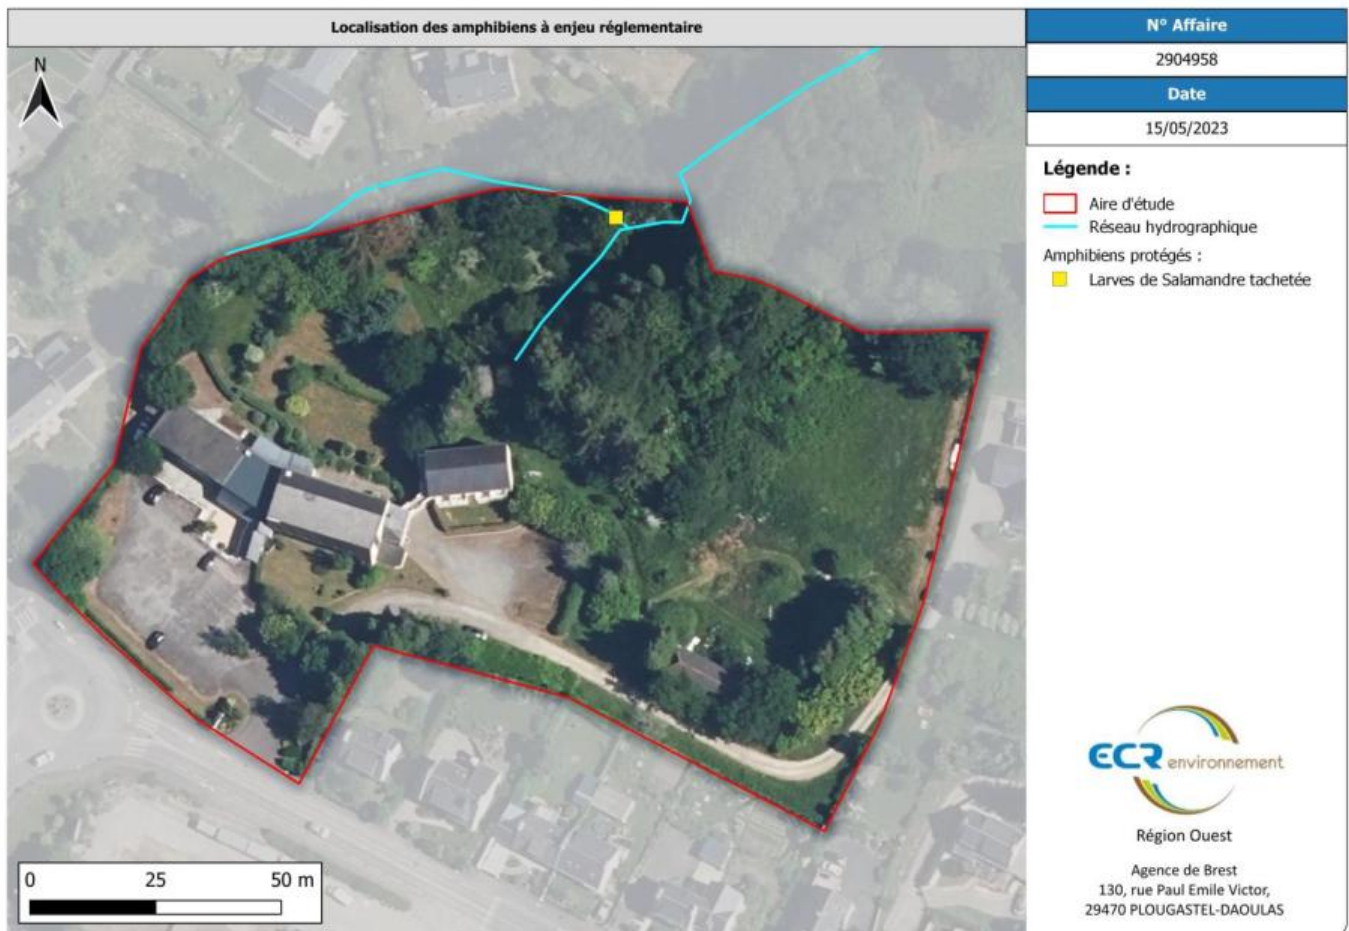 Localisation des amphibiens à enjeu réglementaire
N
0 25 50 m
N° Affaire
2904958
Date
15/05/2023
Légende :
Aire d'étude
Réseau hydrographique
Amphibiens protégés :
Larves de Salamandre tachetée
ECR environnement
Région Ouest
Agence de Brest
130, rue Paul Emile Victor,
29470 PLOUGASTEL-DAOULAS